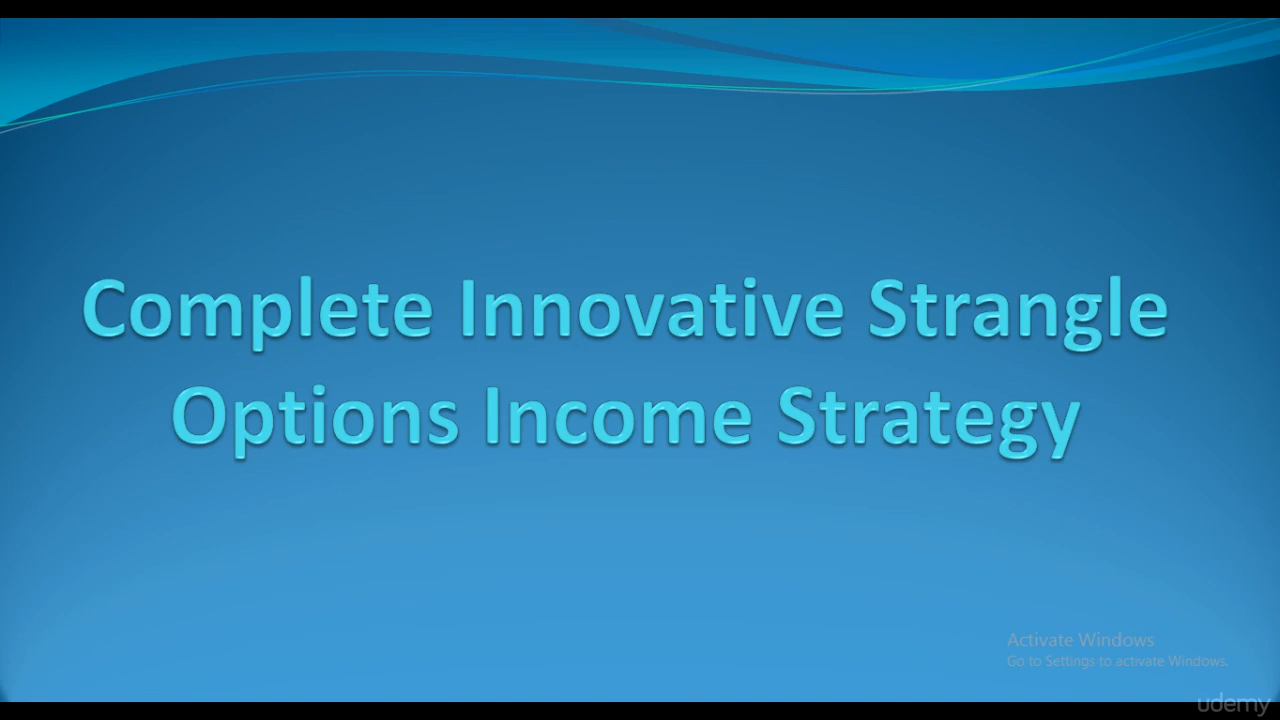 Complete Innovative Strangle
Options Income Strategy
Activate Windows
Go to Settings to activate Windows.
udemy